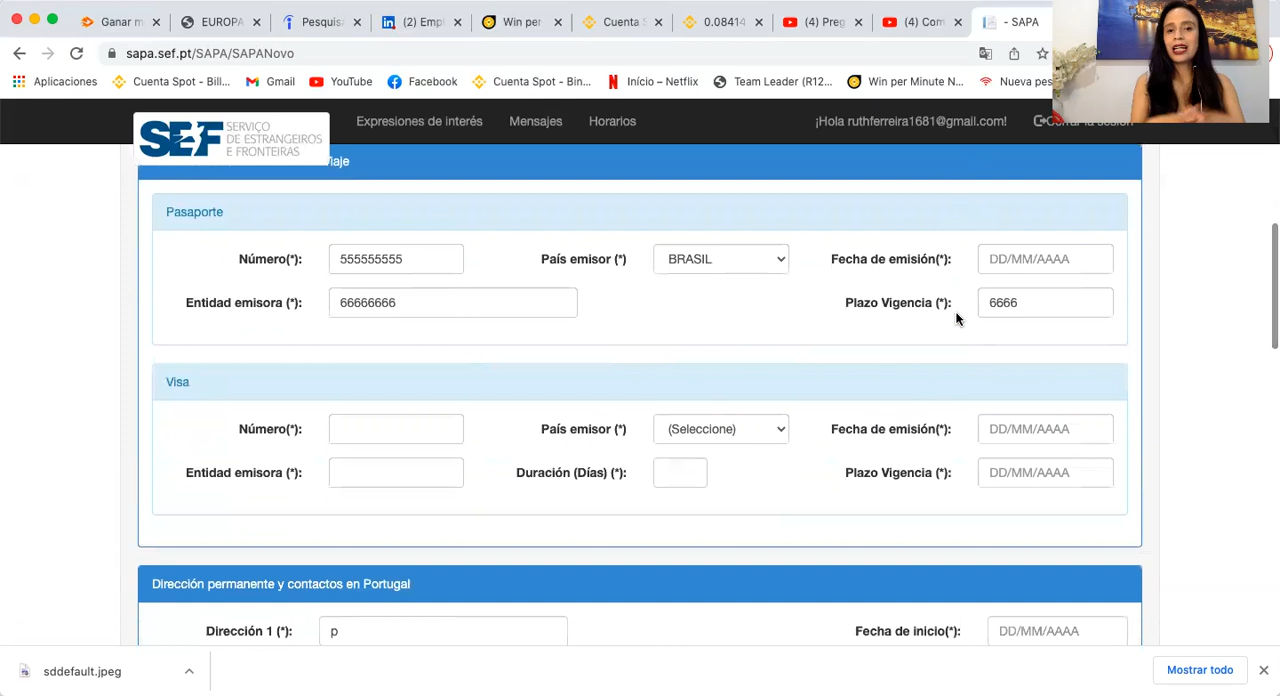 Ganar m
EUROPA
Pesquisa
(2) Empl
Win per
Cuenta S
0.08414
(4) Preg
(4) Com
- SAPA
sapa.sef.pt/SAPA/SAPANovo
Aplicaciones
Cuenta Spot - Bill...
Gmail
YouTube
Facebook
Cuenta Spot - Bin...
Início – Netflix
Team Leader (R12...
Win per Minute N...
Nueva pes
SEF SERVIÇO
DE ESTRANGEIROS
E FRONTEIRAS
Expresiones de interés
Mensajes
Horarios
¡Hola ruthferreira1681@gmail.com!
Cerrar la sesión
Pasaporte
Número(*): 555555555 País emisor (*) BRASIL Fecha de emisión(*): DD/MM/AAAA
Entidad emisora (*): 66666666 Plazo Vigencia (*): 6666
Visa
Número(*): País emisor (*) (Seleccione) Fecha de emisión(*): DD/MM/AAAA
Entidad emisora (*): Duración (Días) (*): Plazo Vigencia (*): DD/MM/AAAA
Dirección permanente y contactos en Portugal
Dirección 1 (*): p Fecha de inicio(*): DD/MM/AAAA
sddefault.jpeg
Mostrar todo